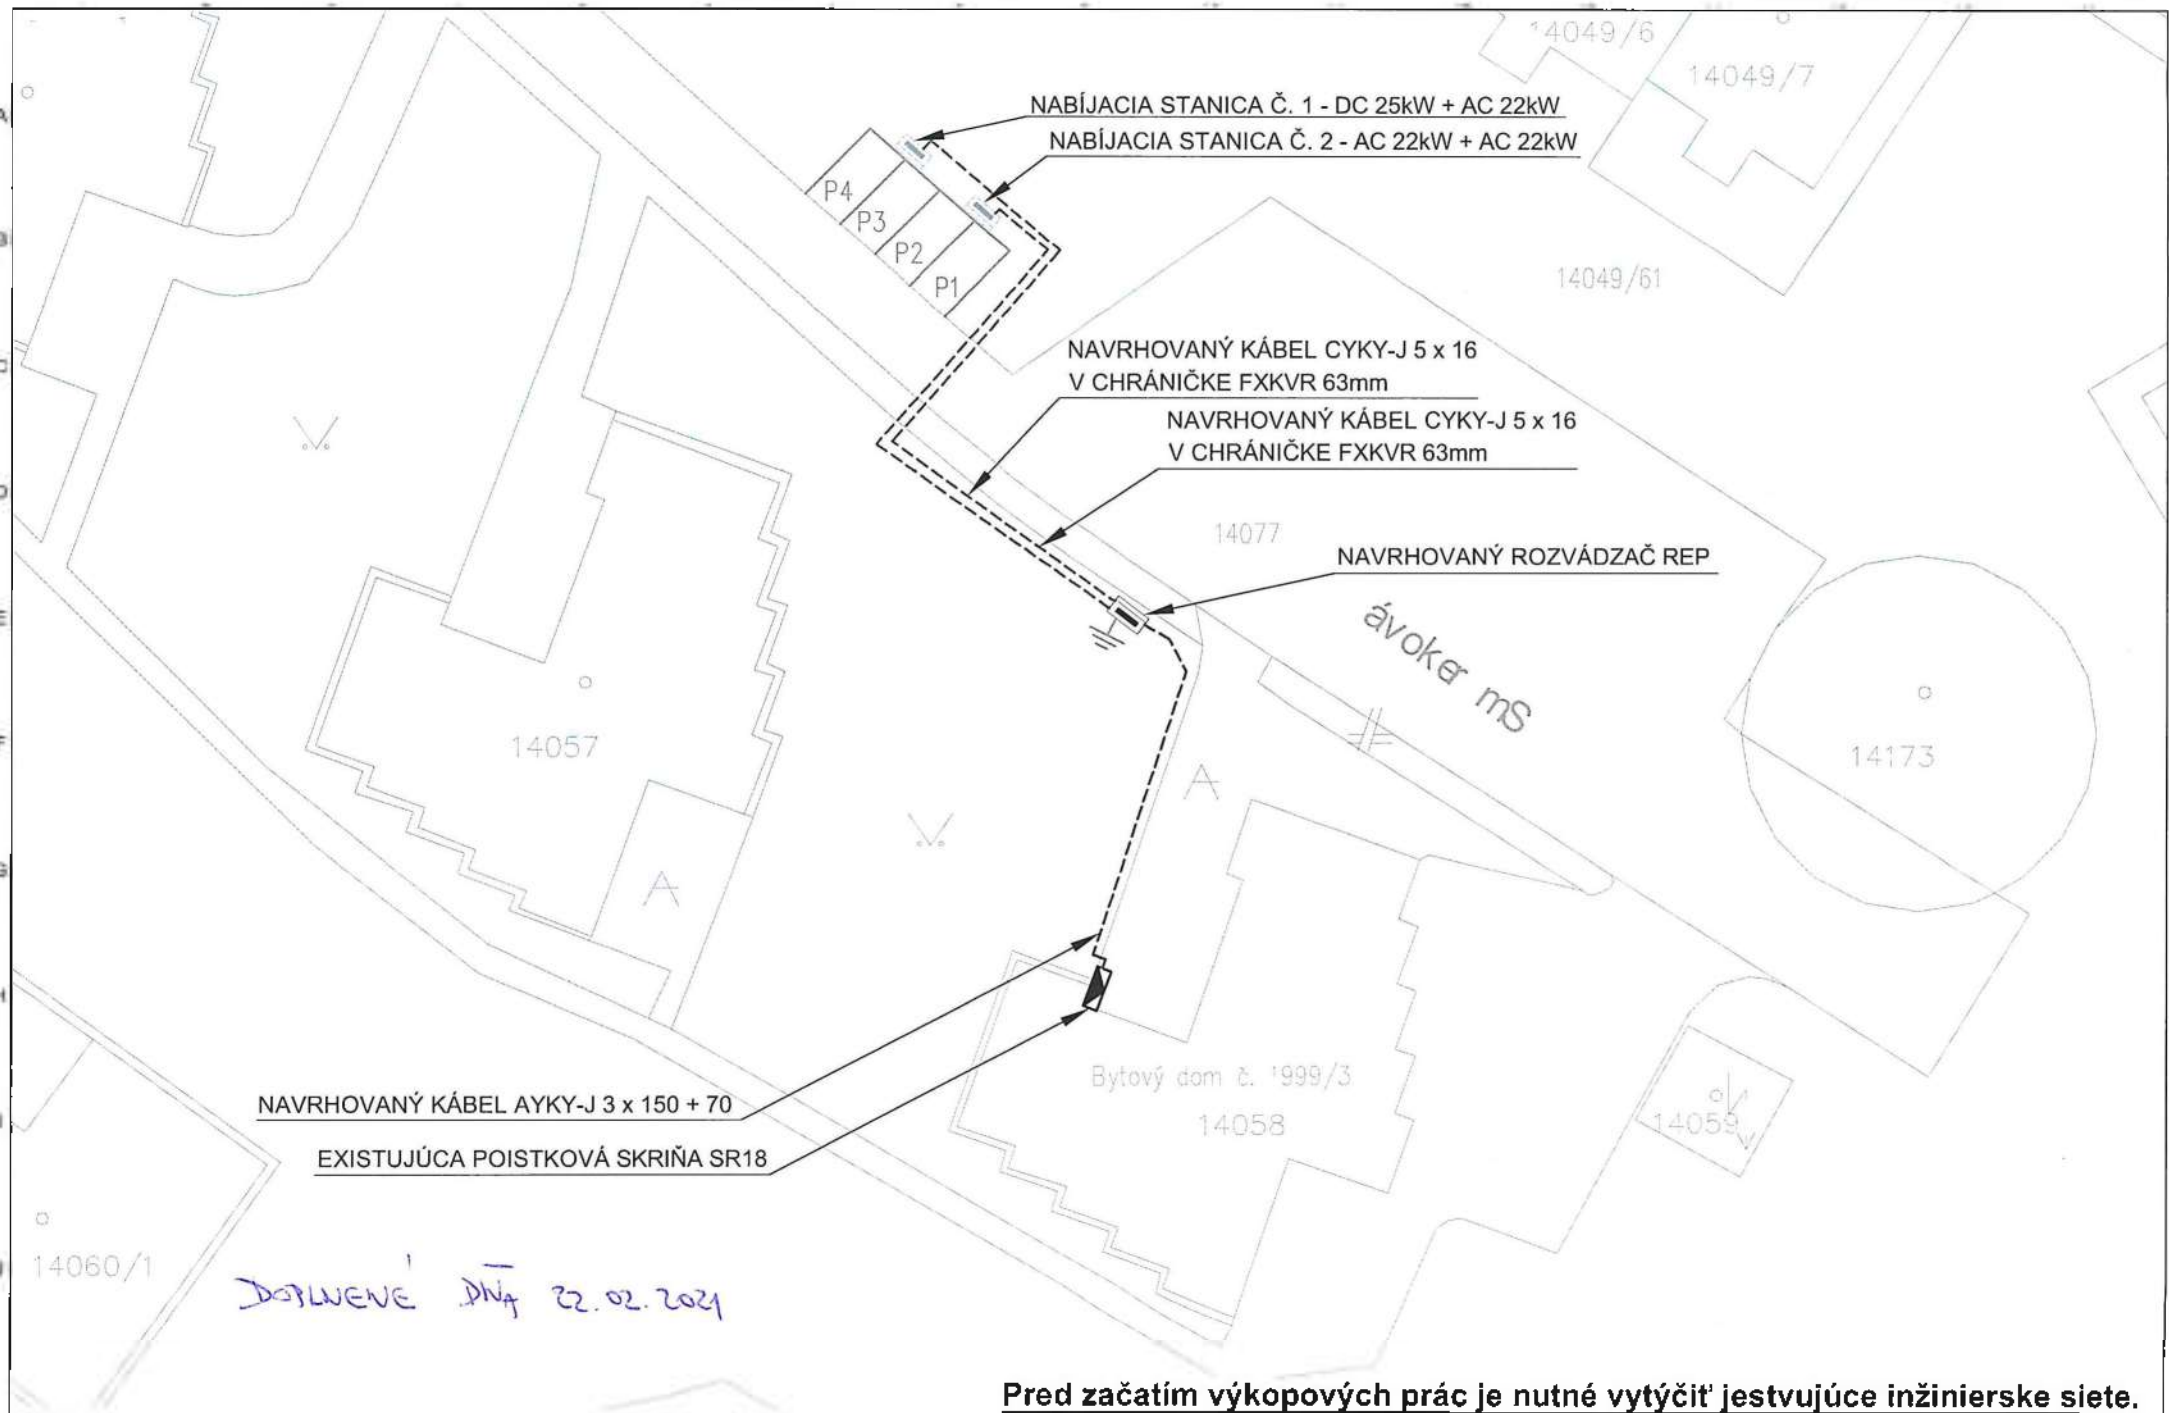 14049/6
14049/7
NABÍJACIA STANICA Č. 1 - DC 25kW + AC 22kW
NABÍJACIA STANICA Č. 2 - AC 22kW + AC 22kW
P4
P3
P2
P1
14049/61
NAVRHOVANÝ KÁBEL CYKY-J 5 x 16
V CHRÁNIČKE FXKVR 63mm
NAVRHOVANÝ KÁBEL CYKY-J 5 x 16
V CHRÁNIČKE FXKVR 63mm
14077
NAVRHOVANÝ ROZVÁDZAČ REP
ávoker mS
14057
14173
Bytový dom č. 1999/3
14058
14059
NAVRHOVANÝ KÁBEL AYKY-J 3 x 150 + 70
EXISTUJÚCA POISTKOVÁ SKRIŇA SR18
14060/1
DOPLNENÉ DŇA 22.02.2021
Pred začatím výkopových prác je nutné vytýčiť jestvujúce inžinierske siete.